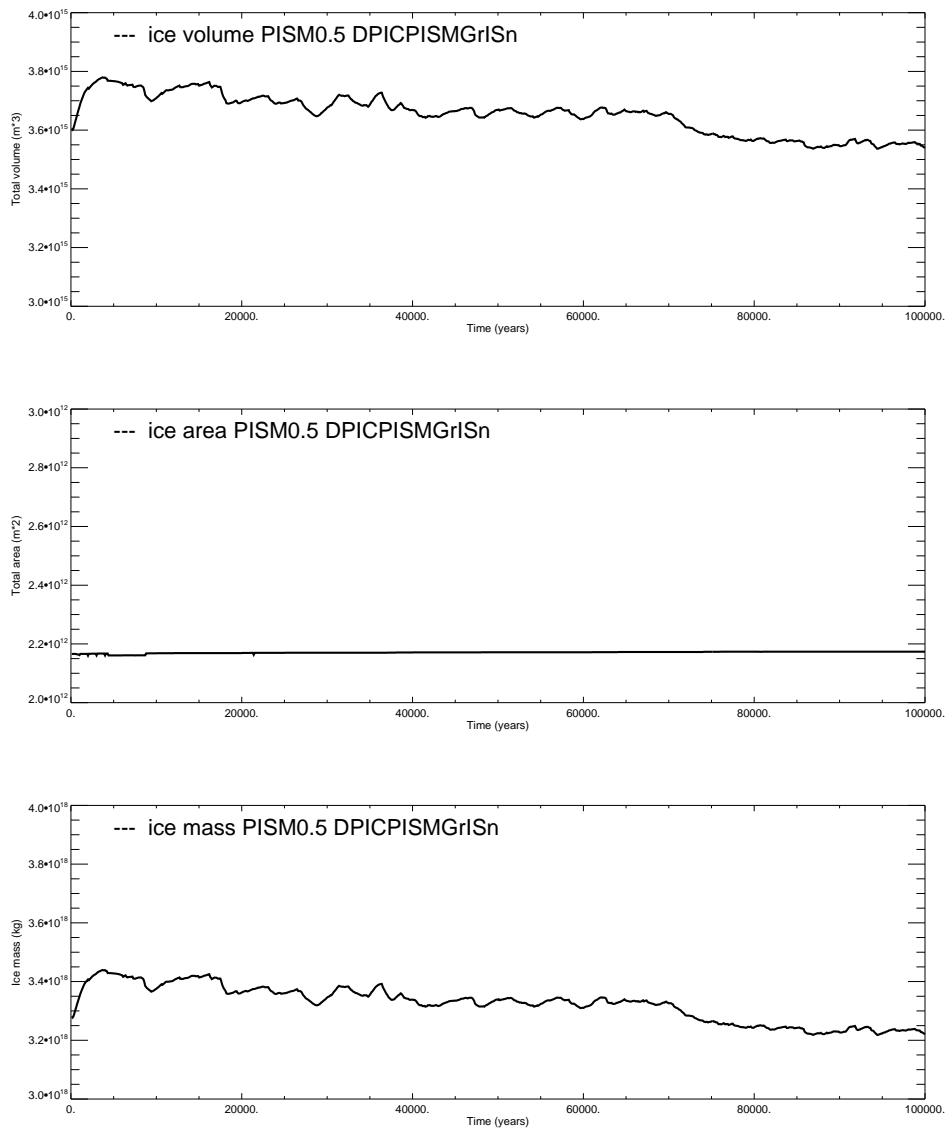 4.0•10¹⁵
--- ice volume PISM0.5 DPICPISMGrISn
3.8•10¹⁵
3.6•10¹⁵
3.4•10¹⁵
3.2•10¹⁵
3.0•10¹⁵
Total volume (m^3)
0. 20000. 40000. 60000. 80000. 100000.
Time (years)
3.0•10¹²
--- ice area PISM0.5 DPICPISMGrISn
2.8•10¹²
2.6•10¹²
2.4•10¹²
2.2•10¹²
2.0•10¹²
Total area (m^2)
0. 20000. 40000. 60000. 80000. 100000.
Time (years)
4.0•10¹⁸
--- ice mass PISM0.5 DPICPISMGrISn
3.8•10¹⁸
3.6•10¹⁸
3.4•10¹⁸
3.2•10¹⁸
3.0•10¹⁸
Ice mass (kg)
0. 20000. 40000. 60000. 80000. 100000.
Time (years)